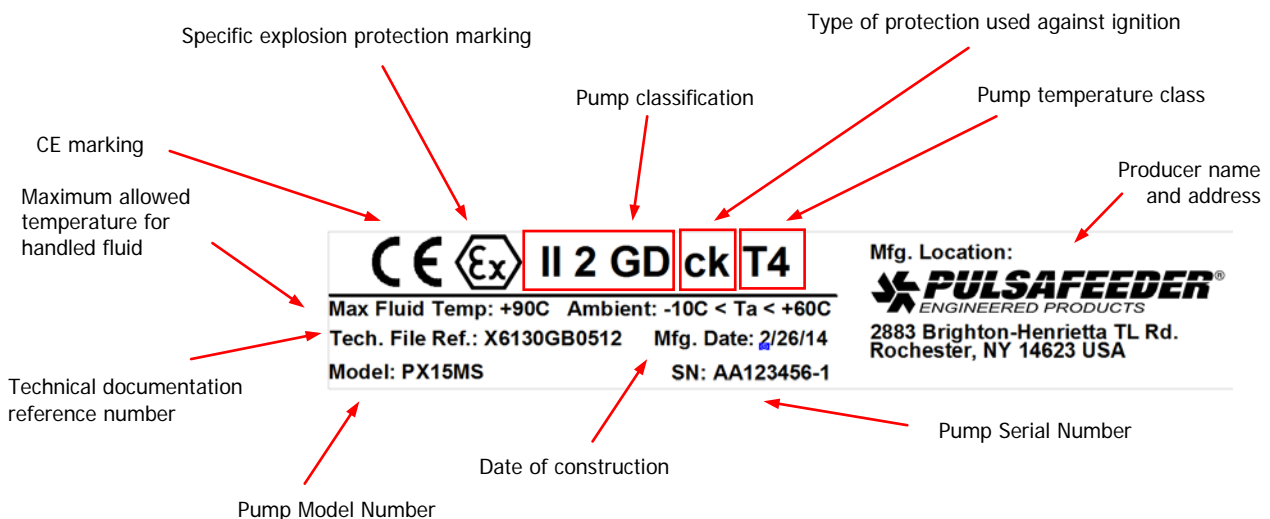 Type of protection used against ignition
Specific explosion protection marking
Pump classification
Pump temperature class
CE marking
Producer name
and address
Maximum allowed
temperature for
handled fluid
CE Ex II 2 GD ck T4
Mfg. Location:
PULSAFEEDER®
ENGINEERED PRODUCTS
2883 Brighton-Henrietta TL Rd.
Rochester, NY 14623 USA
Max Fluid Temp: +90C Ambient: -10C < Ta < +60C
Tech. File Ref.: X6130GB0512 Mfg. Date: 2/26/14
Model: PX15MS SN: AA123456-1
Technical documentation
reference number
Pump Serial Number
Date of construction
Pump Model Number